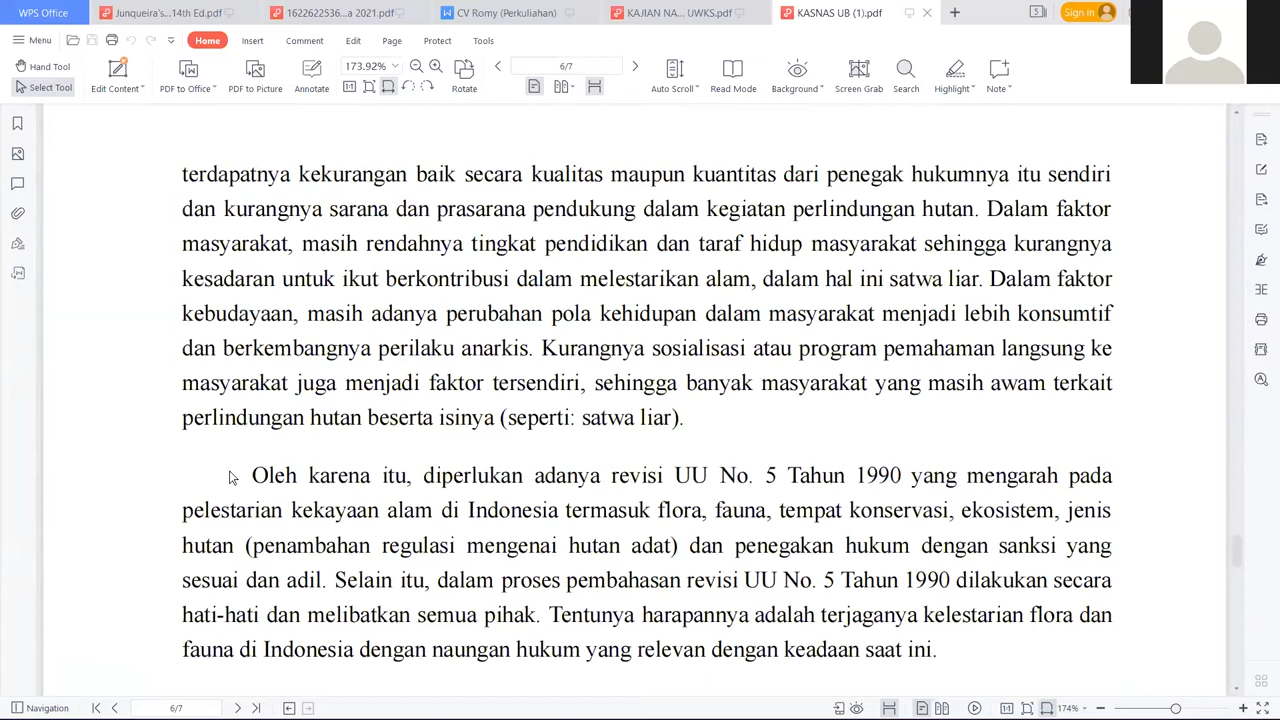 WPS Office
Junqueira's...14th Ed.pdf
1622622536...a 2021.pdf
CV Romy (Perkuliahan)
KAJIAN NA... UWKS.pdf
KASNAS UB (1).pdf
Sign in
Menu
Home
Insert
Comment
Edit
Page
Protect
Tools
Hand Tool
Select Tool
Edit Content
PDF to Office
PDF to Picture
Annotate
173.92%
Rotate
6/7
Auto Scroll
Read Mode
Background
Screen Grab
Search
Highlight
Note
terdapatnya kekurangan baik secara kualitas maupun kuantitas dari penegak hukumnya itu sendiri
dan kurangnya sarana dan prasarana pendukung dalam kegiatan perlindungan hutan. Dalam faktor
masyarakat, masih rendahnya tingkat pendidikan dan taraf hidup masyarakat sehingga kurangnya
kesadaran untuk ikut berkontribusi dalam melestarikan alam, dalam hal ini satwa liar. Dalam faktor
kebudayaan, masih adanya perubahan pola kehidupan dalam masyarakat menjadi lebih konsumtif
dan berkembangnya perilaku anarkis. Kurangnya sosialisasi atau program pemahaman langsung ke
masyarakat juga menjadi faktor tersendiri, sehingga banyak masyarakat yang masih awam terkait
perlindungan hutan beserta isinya (seperti: satwa liar).
Oleh karena itu, diperlukan adanya revisi UU No. 5 Tahun 1990 yang mengarah pada
pelestarian kekayaan alam di Indonesia termasuk flora, fauna, tempat konservasi, ekosistem, jenis
hutan (penambahan regulasi mengenai hutan adat) dan penegakan hukum dengan sanksi yang
sesuai dan adil. Selain itu, dalam proses pembahasan revisi UU No. 5 Tahun 1990 dilakukan secara
hati-hati dan melibatkan semua pihak. Tentunya harapannya adalah terjaganya kelestarian flora dan
fauna di Indonesia dengan naungan hukum yang relevan dengan keadaan saat ini.
Navigation
6/7
174%